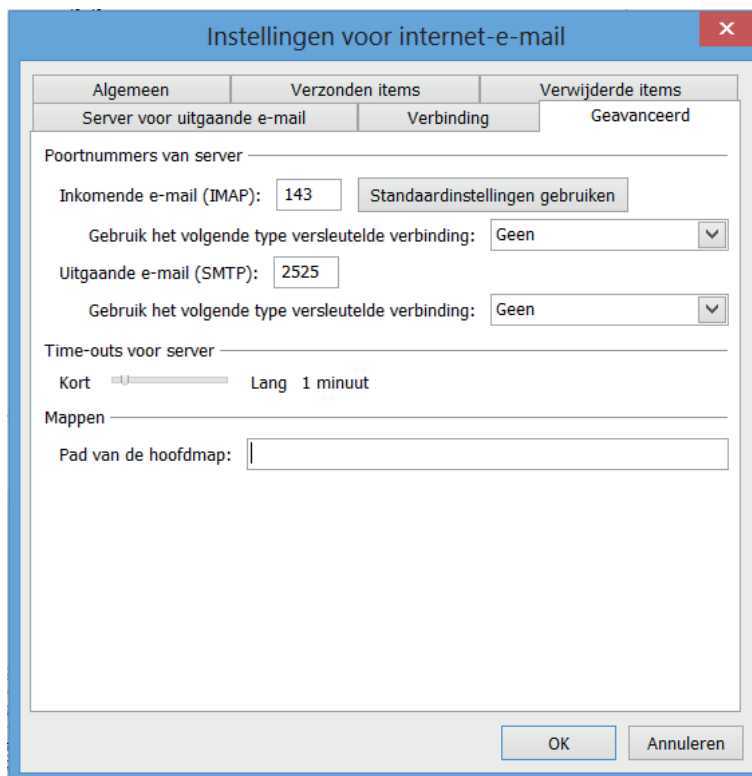 Instellingen voor internet-e-mail
Algemeen Verzonden items Verwijderde items
Server voor uitgaande e-mail Verbinding Geavanceerd
Poortnummers van server
Inkomende e-mail (IMAP): 143 Standaardinstellingen gebruiken
Gebruik het volgende type versleutelde verbinding: Geen
Uitgaande e-mail (SMTP): 2525
Gebruik het volgende type versleutelde verbinding: Geen
Time-outs voor server
Kort Lang 1 minuut
Mappen
Pad van de hoofdmap:
OK Annuleren